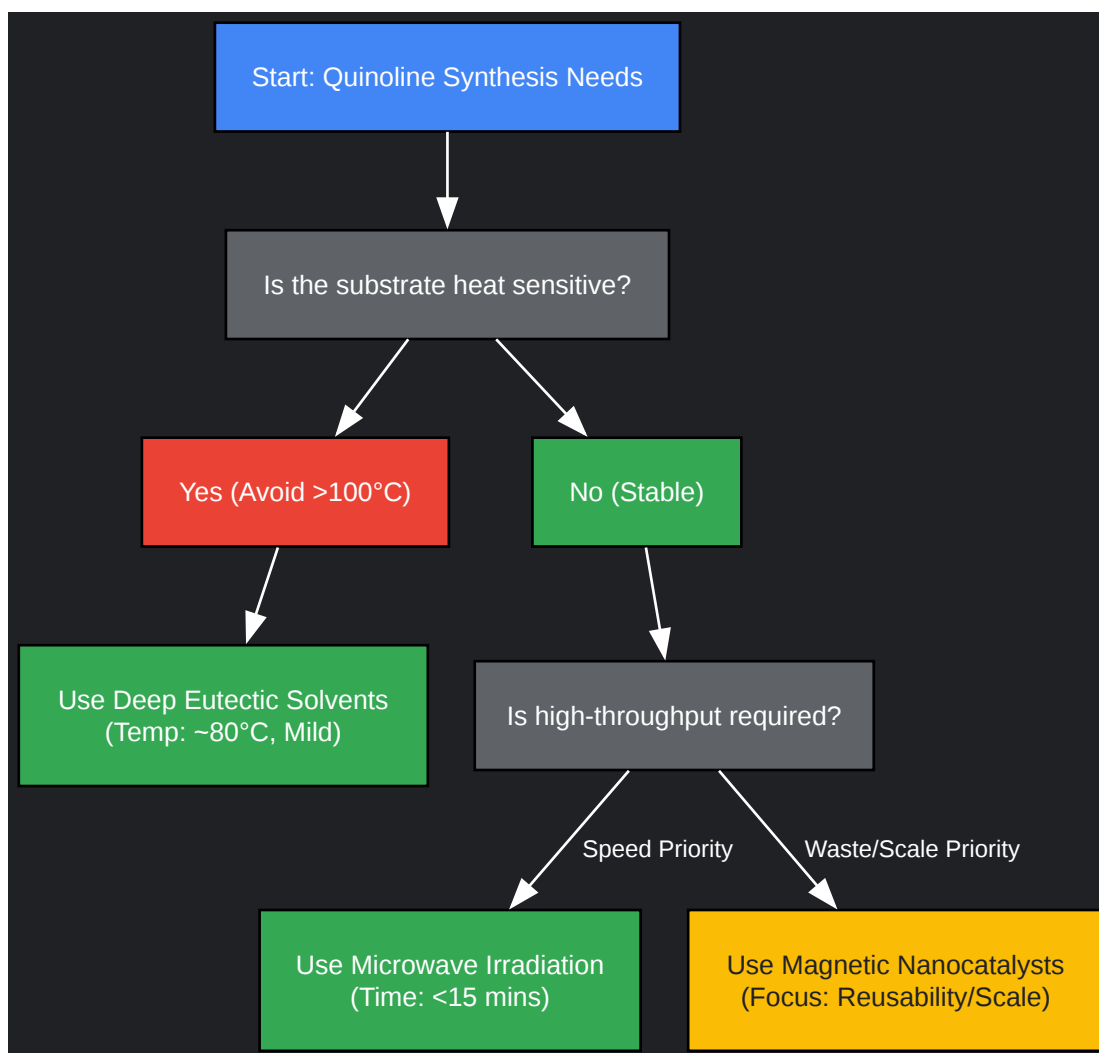 Start: Quinoline Synthesis Needs
Is the substrate heat sensitive?
Yes (Avoid >100°C)
No (Stable)
Use Deep Eutectic Solvents
(Temp: ~80°C, Mild)
Is high-throughput required?
Speed Priority
Waste/Scale Priority
Use Microwave Irradiation
(Time: <15 mins)
Use Magnetic Nanocatalysts
(Focus: Reusability/Scale)